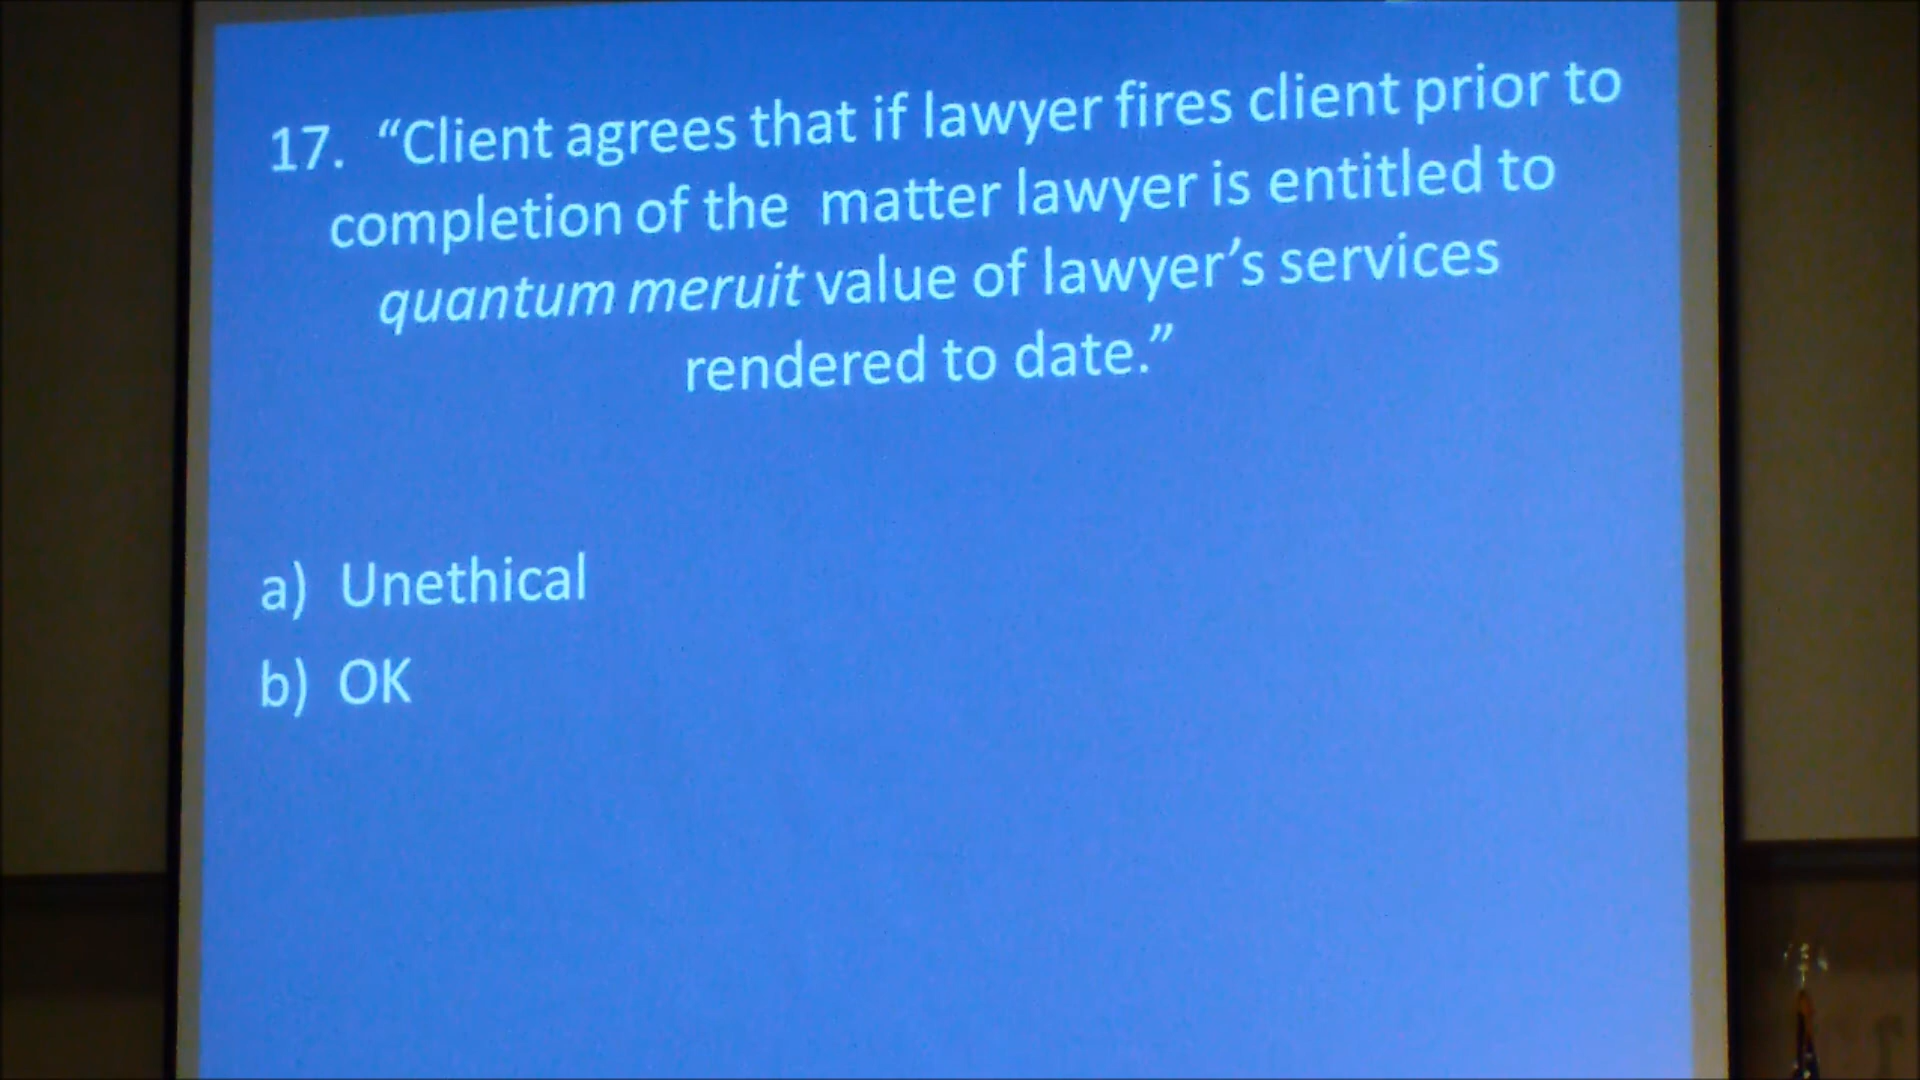 17. “Client agrees that if lawyer fires client prior to
completion of the matter lawyer is entitled to
quantum meruit value of lawyer’s services
rendered to date.”
a) Unethical
b) OK